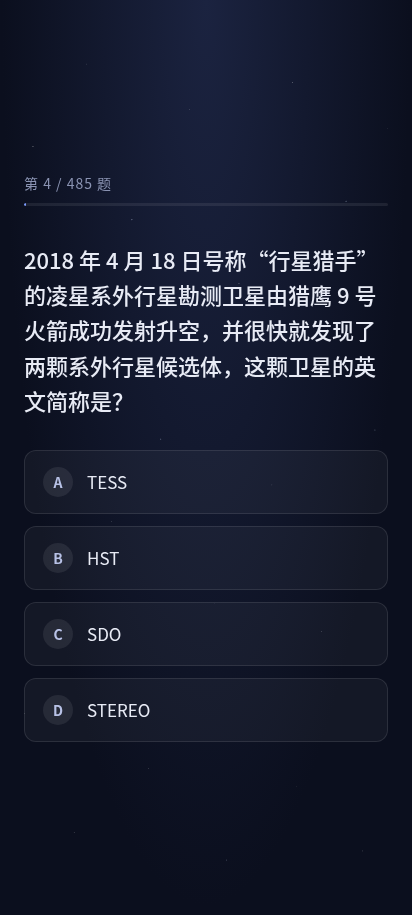 第 4 / 485 题
2018 年 4 月 18 日号称“行星猎手”
的凌星系外行星勘测卫星由猎鹰 9 号
火箭成功发射升空，并很快就发现了
两颗系外行星候选体，这颗卫星的英
文简称是？
A TESS
B HST
C SDO
D STEREO